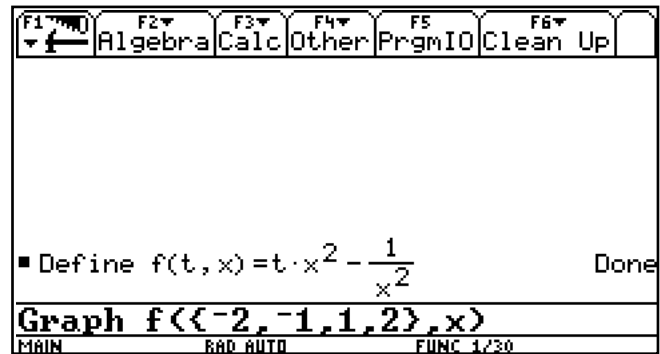 F1▼ F2▼ F3▼ F4▼ F5 F6▼
Algebra Calc Other PrgmIO Clean Up
▪ Define f(t,x)=t·x² - 1/x² Done
Graph f({⁻2,⁻1,1,2},x)
MAIN RAD AUTO FUNC 1/30